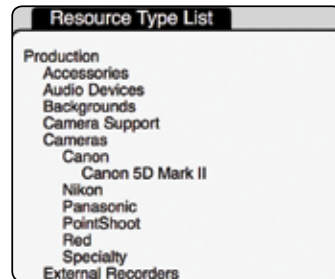 Resource Type List
Production
Accessories
Audio Devices
Backgrounds
Camera Support
Cameras
Canon
Canon 5D Mark II
Nikon
Panasonic
PointShoot
Red
Specialty
External Recorders